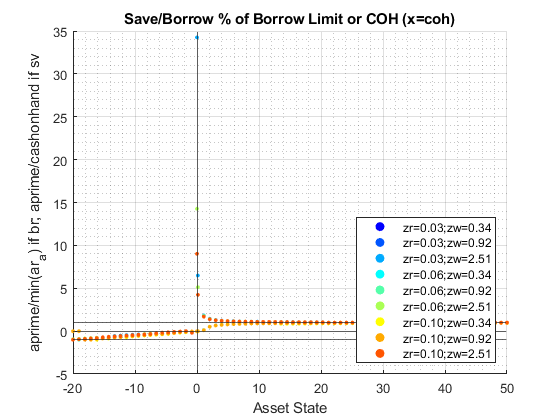 Save/Borrow % of Borrow Limit or COH (x=coh)
aprime/min(ar_a) if br; aprime/cashonhand if sv
35
30
25
20
15
10
5
0
-5
-20
-10
0
10
20
30
40
50
Asset State
zr=0.03;zw=0.34
zr=0.03;zw=0.92
zr=0.03;zw=2.51
zr=0.06;zw=0.34
zr=0.06;zw=0.92
zr=0.06;zw=2.51
zr=0.10;zw=0.34
zr=0.10;zw=0.92
zr=0.10;zw=2.51